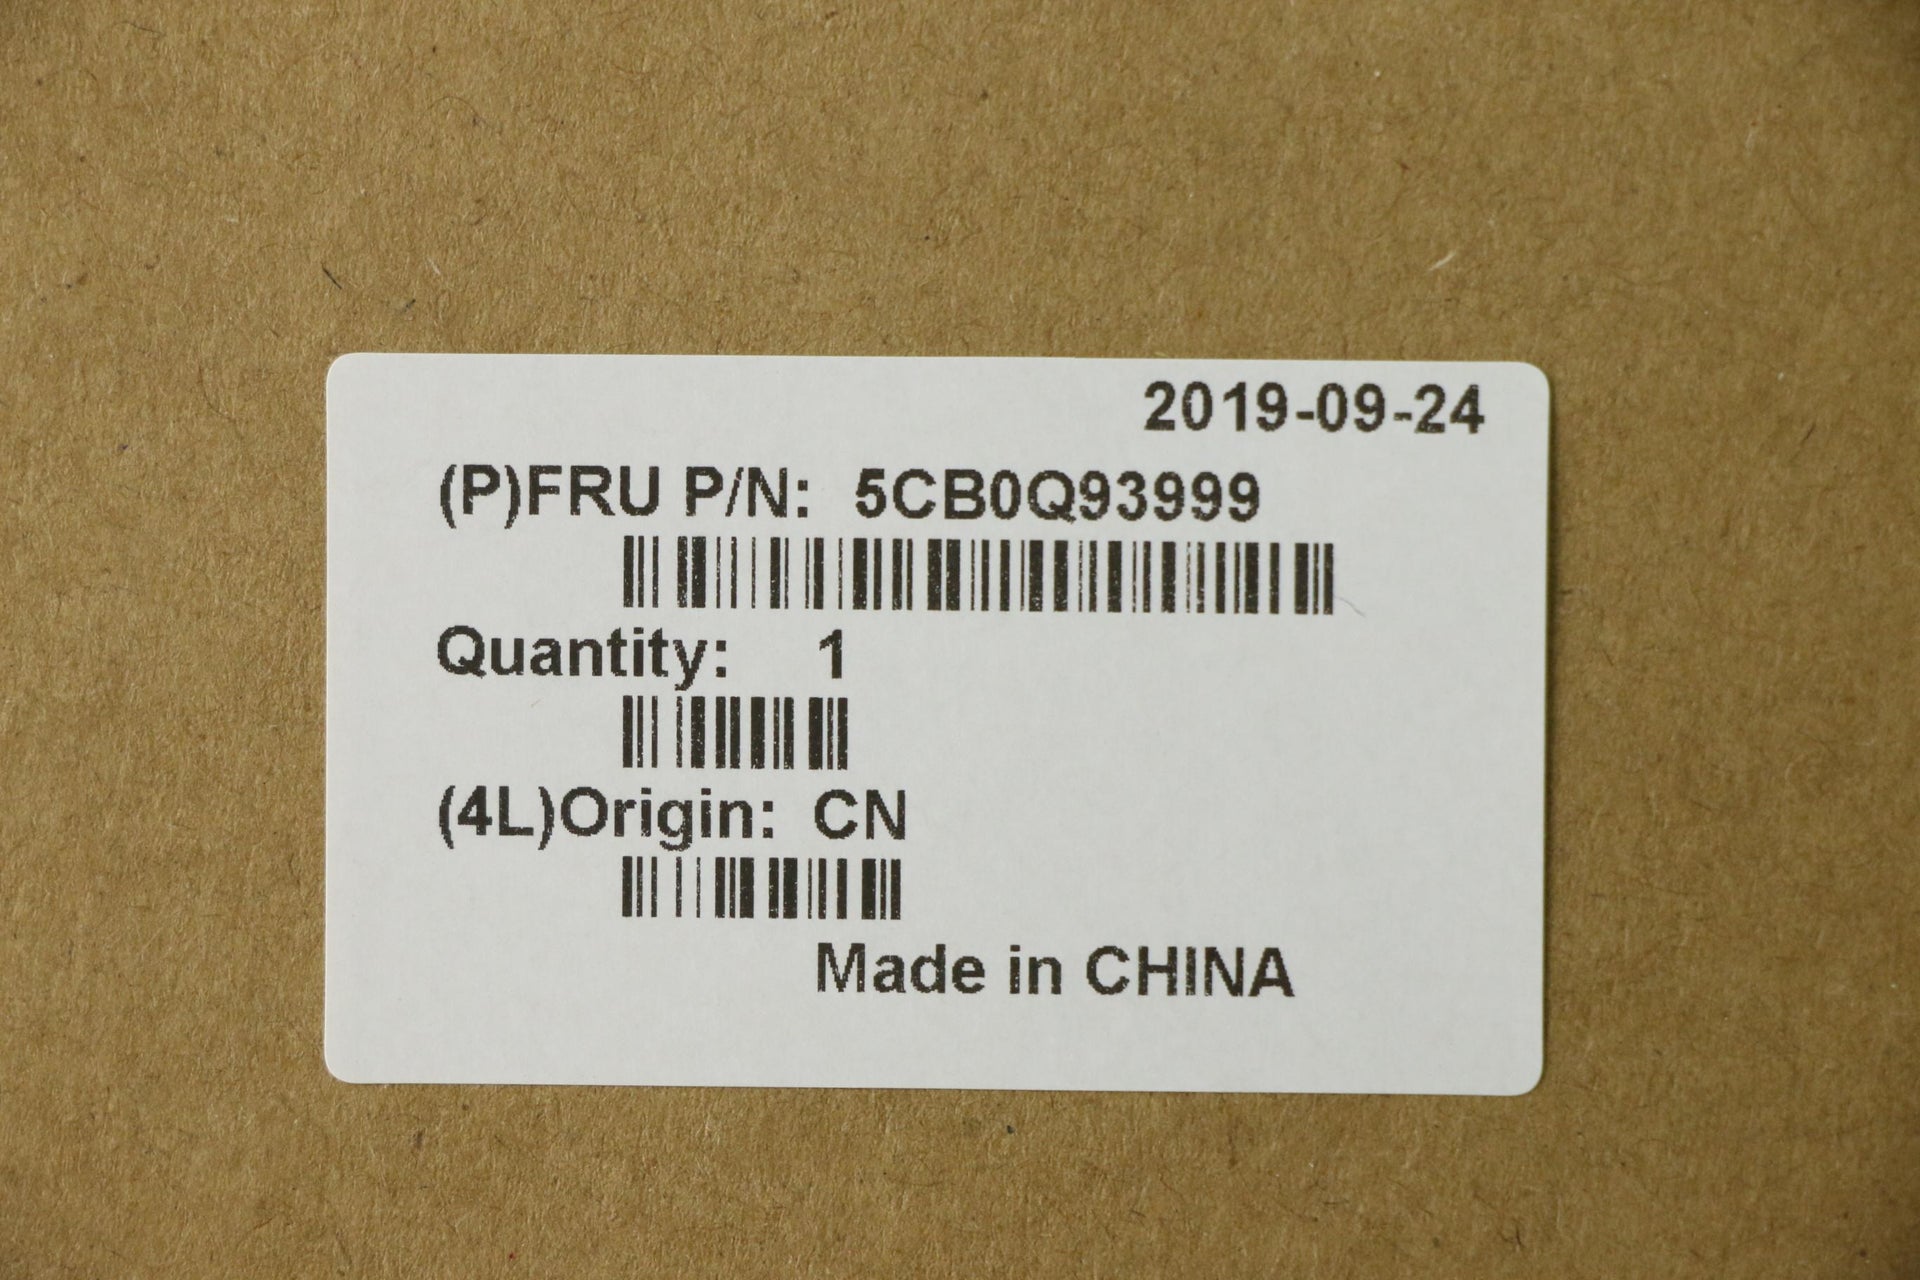 2019-09-24
(P)FRU P/N: 5CB0Q93999
Quantity: 1
(4L)Origin: CN
Made in CHINA